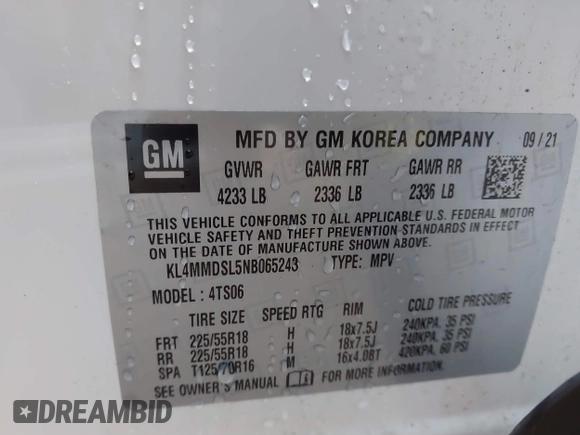 GM
MFD BY GM KOREA COMPANY 09/21
GVWR GAWR FRT GAWR RR
4233 LB 2336 LB 2336 LB
THIS VEHICLE CONFORMS TO ALL APPLICABLE U.S. FEDERAL MOTOR
VEHICLE SAFETY AND THEFT PREVENTION STANDARDS IN EFFECT
ON THE DATE OF MANUFACTURE SHOWN ABOVE.
KL4MMDSL5NB065243 TYPE: MPV
MODEL: 4TS06
TIRE SIZE SPEED RTG RIM COLD TIRE PRESSURE
FRT 225/55R18 H 18x7.5J 240KPA, 35 PSI
RR 225/55R18 H 18x7.5J 240KPA, 35 PSI
SPA T125/70R16 M 16x4.0BT 420KPA, 60 PSI
SEE OWNER'S MANUAL FOR MORE INFORMATION.
DREAMBID